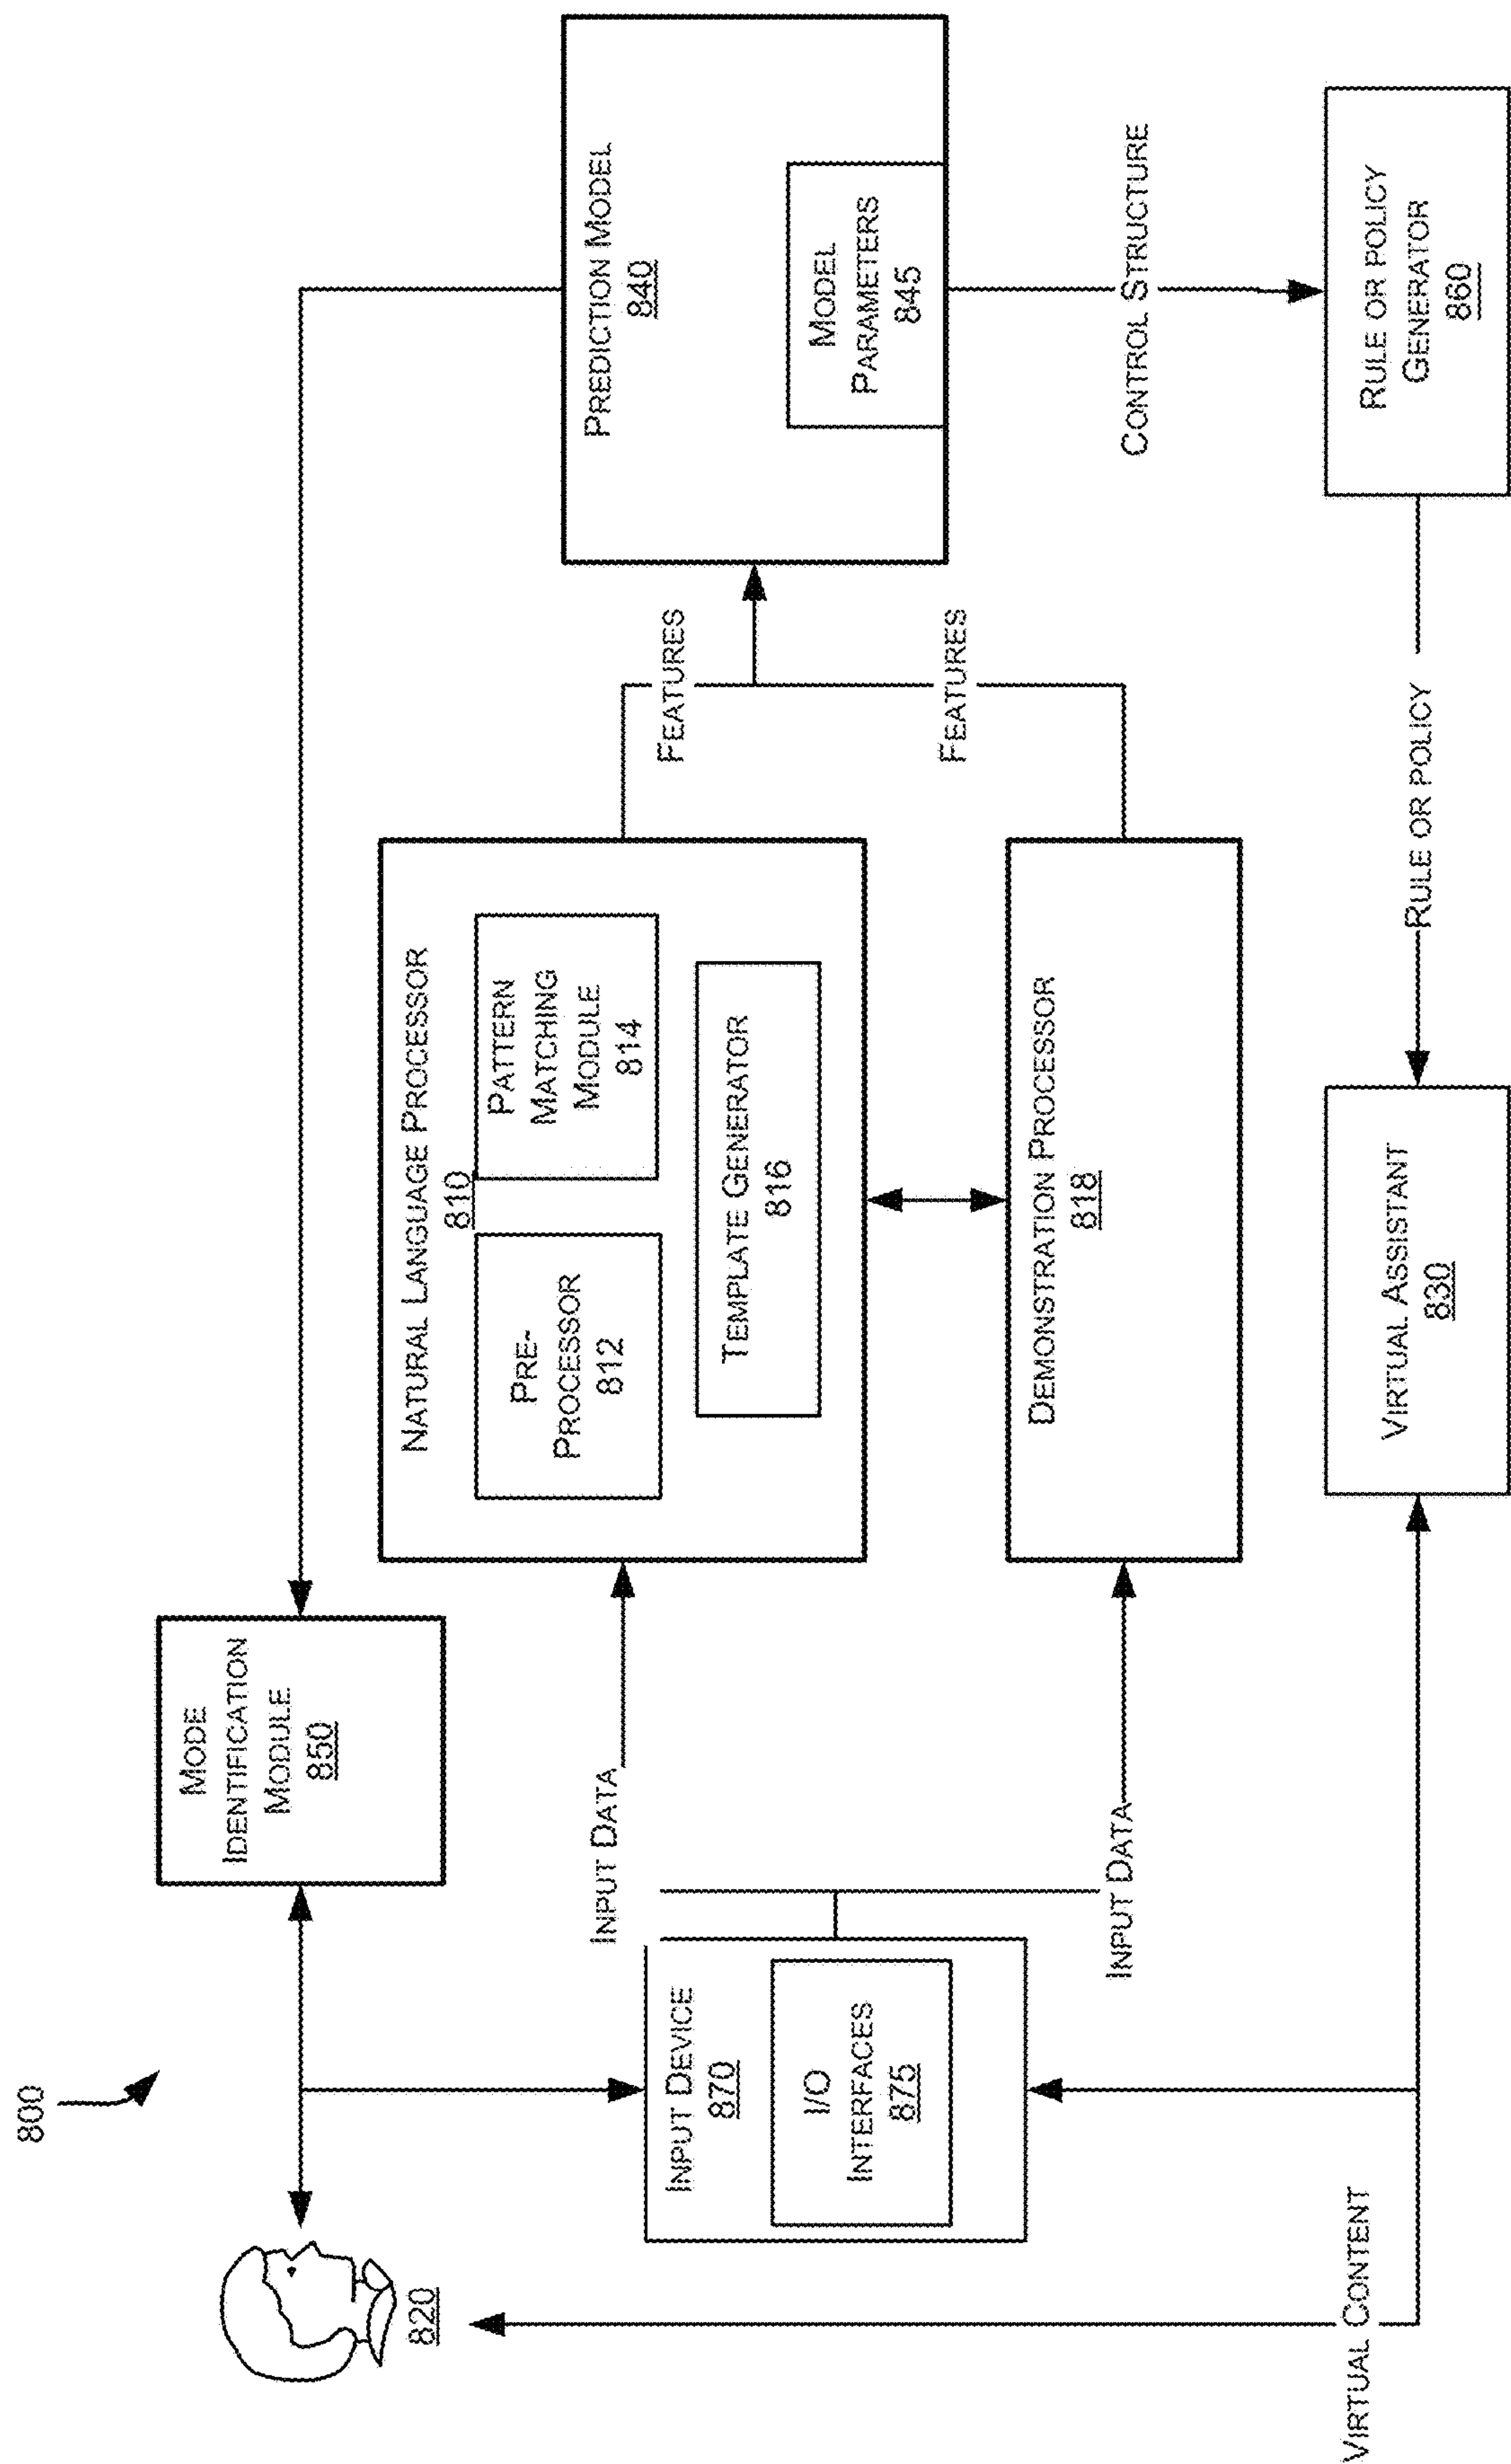 800
820
MODE
IDENTIFICATION
MODULE
850
INPUT DEVICE
870
I/O
INTERFACES
875
INPUT DATA
INPUT DATA
NATURAL LANGUAGE PROCESSOR
810
PRE-
PROCESSOR
812
PATTERN
MATCHING
MODULE
814
TEMPLATE GENERATOR
816
DEMONSTRATION PROCESSOR
818
FEATURES
FEATURES
PREDICTION MODEL
840
MODEL
PARAMETERS
845
CONTROL STRUCTURE
RULE OR POLICY
GENERATOR
860
RULE OR POLICY
VIRTUAL ASSISTANT
830
VIRTUAL CONTENT